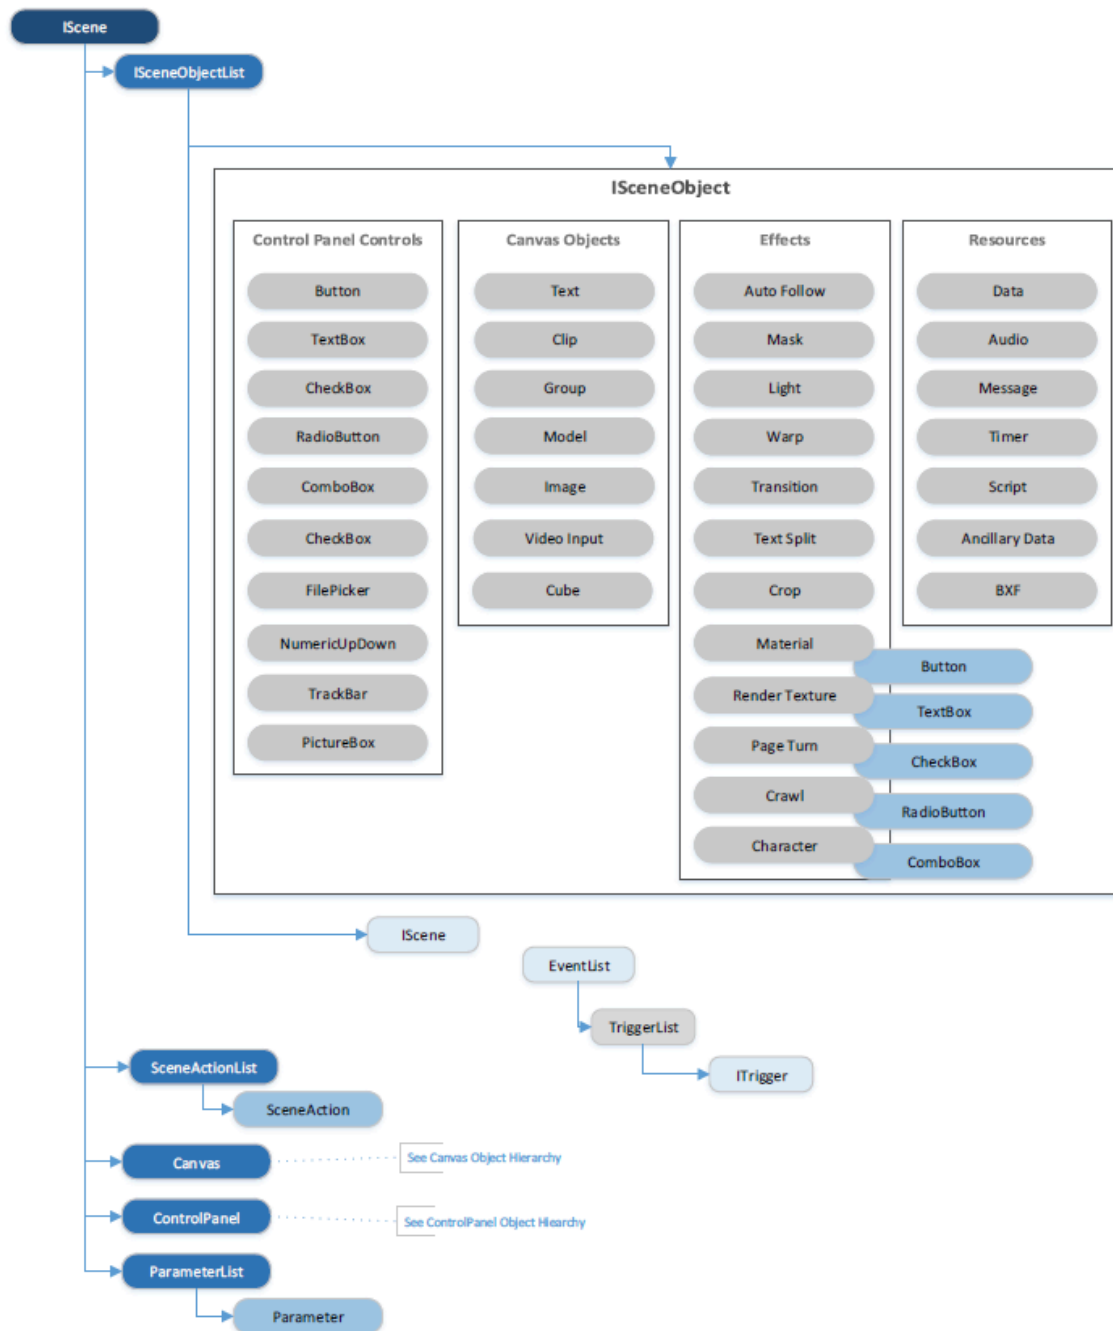 IScene
ISceneObjectList
ISceneObject
Control Panel Controls
Button
TextBox
CheckBox
RadioButton
ComboBox
CheckBox
FilePicker
NumericUpDown
TrackBar
PictureBox
Canvas Objects
Text
Clip
Group
Model
Image
Video Input
Cube
Effects
Auto Follow
Mask
Light
Warp
Transition
Text Split
Crop
Material
Render Texture
Page Turn
Crawl
Character
Resources
Data
Audio
Message
Timer
Script
Ancillary Data
BXF
Button
TextBox
CheckBox
RadioButton
ComboBox
IScene
EventList
TriggerList
ITrigger
SceneActionList
SceneAction
Canvas
See Canvas Object Hierarchy
ControlPanel
See ControlPanel Object Hiearchy
ParameterList
Parameter